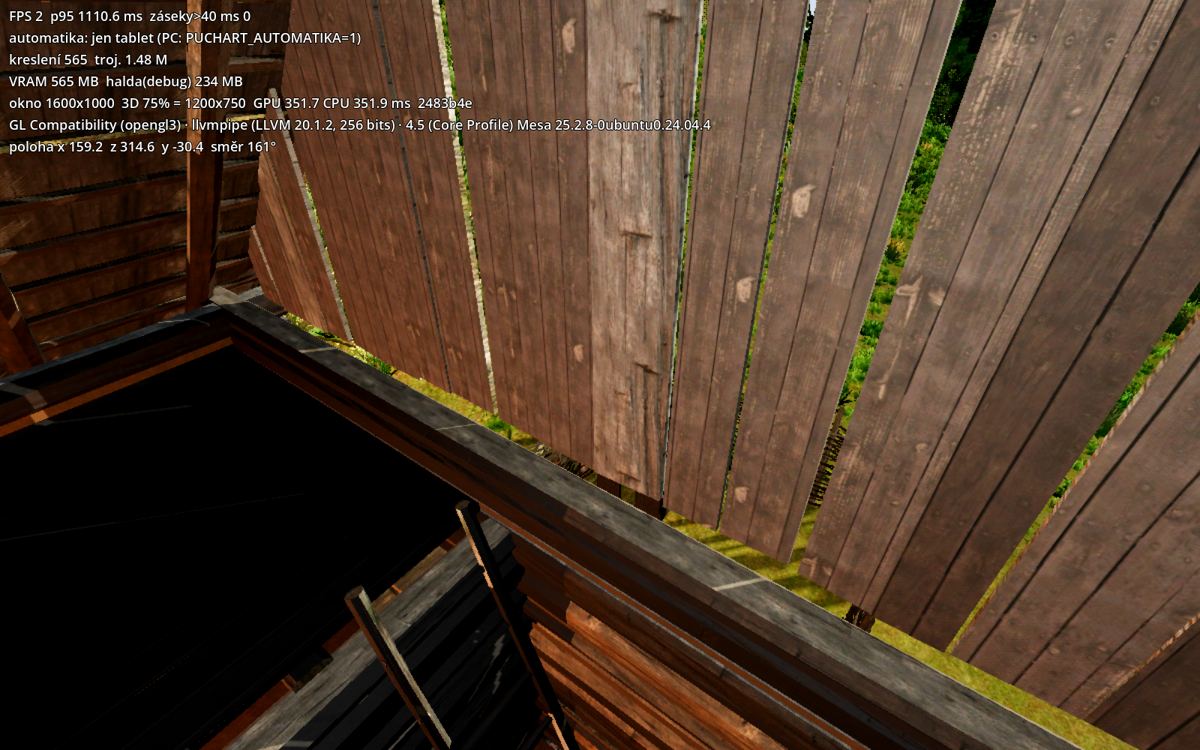 FPS 2 p95 1110.6 ms záseky>40 ms 0
automatika: jen tablet (PC: PUCHART_AUTOMATIKA=1)
kreslení 565 troj. 1.48 M
VRAM 565 MB halda(debug) 234 MB
okno 1600x1000 3D 75% = 1200x750 GPU 351.7 CPU 351.9 ms 2483b4e
GL Compatibility (opengl3) · llvmpipe (LLVM 20.1.2, 256 bits) · 4.5 (Core Profile) Mesa 25.2.8-0ubuntu0.24.04.4
poloha x 159.2 z 314.6 y -30.4 směr 161°